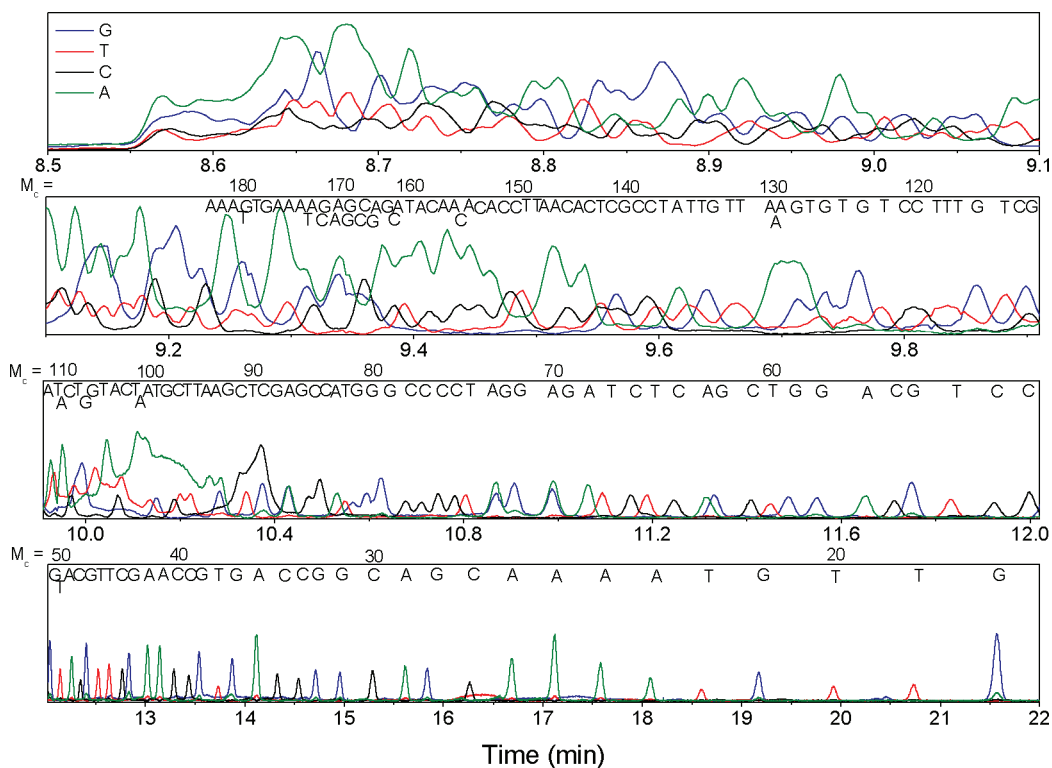 G
T
C
A
8.5 8.6 8.7 8.8 8.9 9.0 9.1
Mc = 180 170 160 150 140 130 120
AAAGTGAAAAGAGCAGATACAAACACCTTAACACTCGCCTATTGTT AAGTGTGTCCTTTG TCG
T TCAGCG C C A
9.2 9.4 9.6 9.8
Mc = 110 100 90 80 70 60
ATCTGTACTATGCTTAAGCTCGAGCCATGGGCCCCTAGG AGATCTCAGCTGG ACG T C C
A G A
10.0 10.4 10.8 11.2 11.6 12.0
Mc = 50 40 30 20
GACGTTCGAACCGTGACCGGCAGCAAAATGTTG
T
13 14 15 16 17 18 19 20 21 22
Time (min)